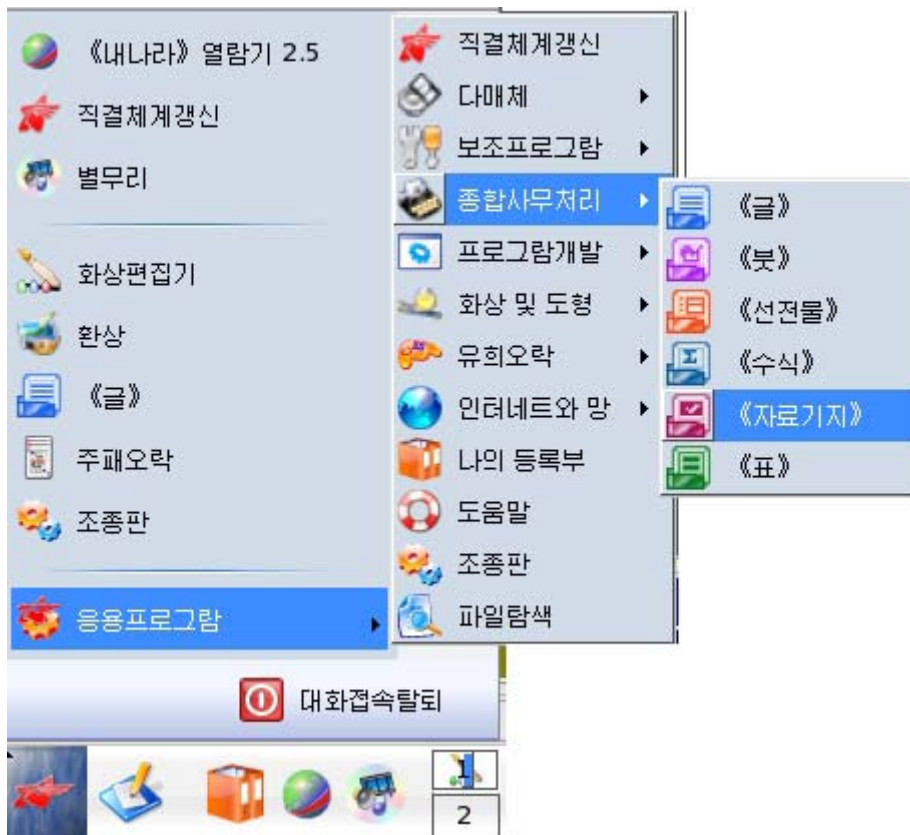 《내나라》 열람기 2.5
직결체계갱신
별무리
화상편집기
환상
《글》
주패오락
조종판
응용프로그람
대화접속탈퇴
직결체계갱신
다매체
보조프로그람
종합사무처리
프로그람개발
화상 및 도형
유희오락
인터네트와 망
나의 등록부
도움말
조종판
파일탐색
《글》
《붓》
《선전물》
《수식》
《자료기지》
《표》
1
2